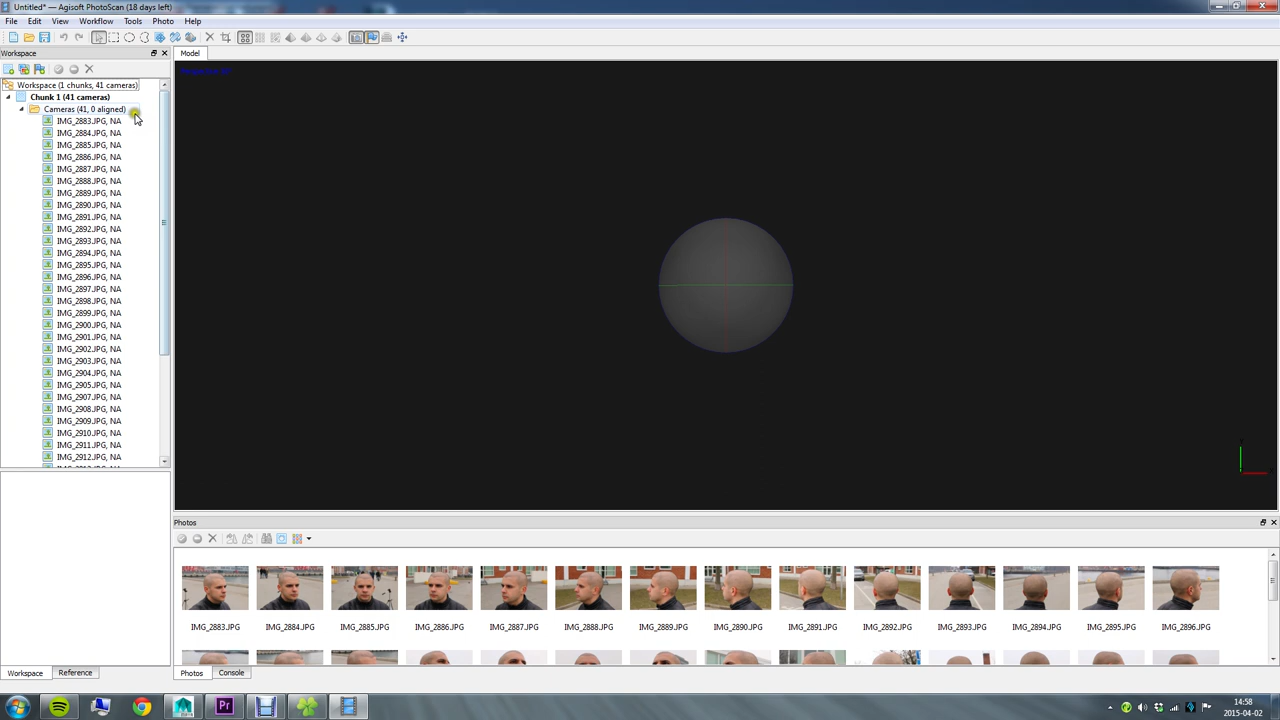 Untitled* — Agisoft PhotoScan (18 days left)
File Edit View Workflow Tools Photo Help
Workspace
Model
Workspace (1 chunks, 41 cameras)
Chunk 1 (41 cameras)
Cameras (41, 0 aligned)
IMG_2883.JPG, NA
IMG_2884.JPG, NA
IMG_2885.JPG, NA
IMG_2886.JPG, NA
IMG_2887.JPG, NA
IMG_2888.JPG, NA
IMG_2889.JPG, NA
IMG_2890.JPG, NA
IMG_2891.JPG, NA
IMG_2892.JPG, NA
IMG_2893.JPG, NA
IMG_2894.JPG, NA
IMG_2895.JPG, NA
IMG_2896.JPG, NA
IMG_2897.JPG, NA
IMG_2898.JPG, NA
IMG_2899.JPG, NA
IMG_2900.JPG, NA
IMG_2901.JPG, NA
IMG_2902.JPG, NA
IMG_2903.JPG, NA
IMG_2904.JPG, NA
IMG_2905.JPG, NA
IMG_2907.JPG, NA
IMG_2908.JPG, NA
IMG_2909.JPG, NA
IMG_2910.JPG, NA
IMG_2911.JPG, NA
IMG_2912.JPG, NA
Photos
IMG_2883.JPG IMG_2884.JPG IMG_2885.JPG IMG_2886.JPG IMG_2887.JPG IMG_2888.JPG IMG_2889.JPG IMG_2890.JPG IMG_2891.JPG IMG_2892.JPG IMG_2893.JPG IMG_2894.JPG IMG_2895.JPG IMG_2896.JPG
Workspace Reference
Photos Console
Pr
14:58
2015-04-02